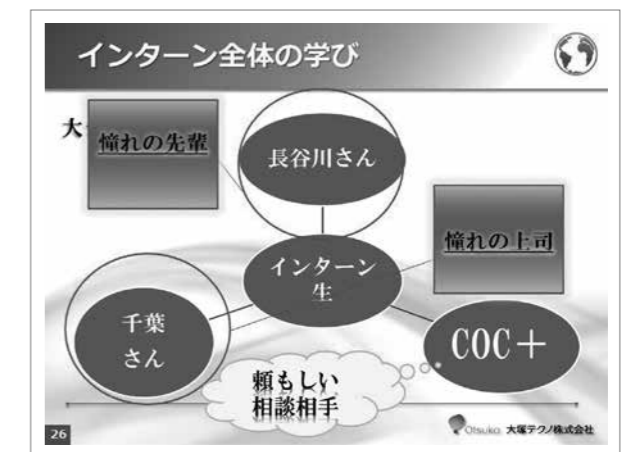 インターン全体の学び
大
憧れの先輩
長谷川さん
憧れの上司
インターン
生
千葉
さん
COC＋
頼もしい
相談相手
26
Otsuka 大塚テクノ株式会社